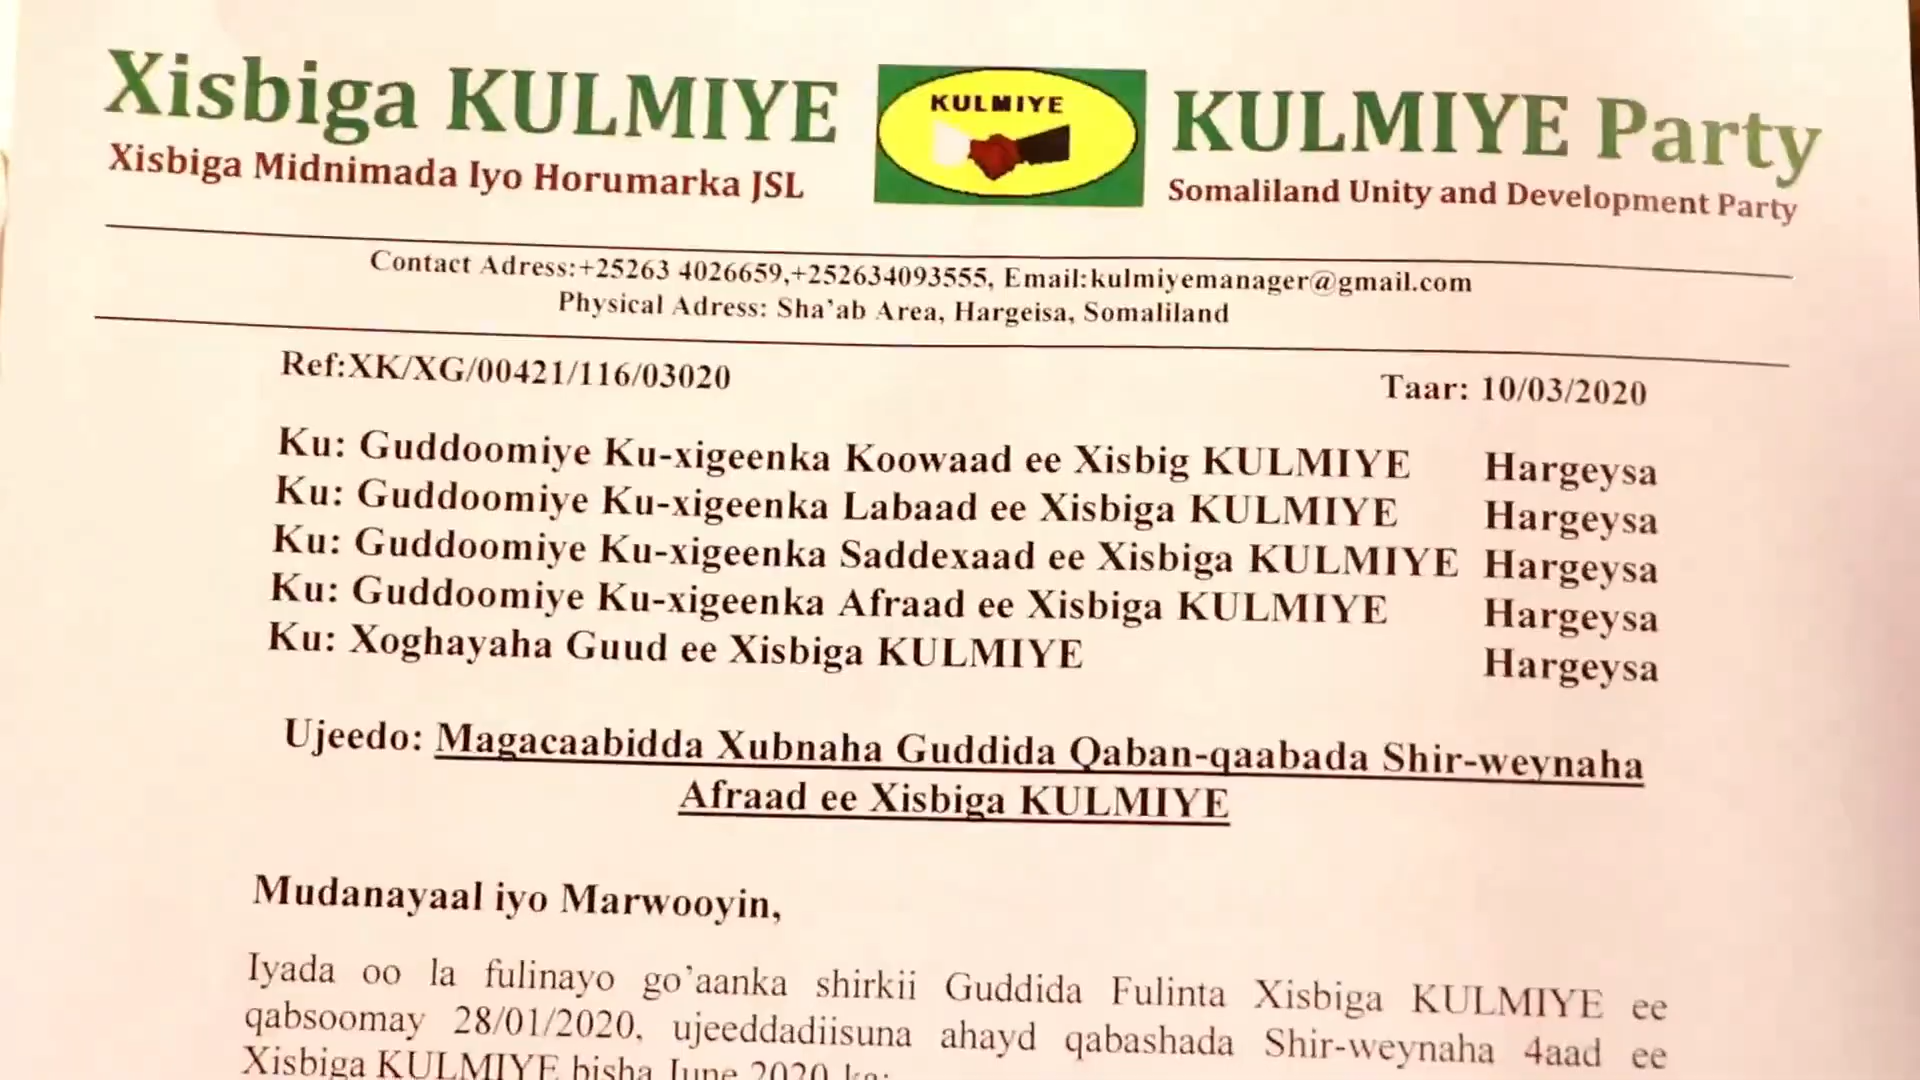 Xisbiga KULMIYE
Xisbiga Midnimada Iyo Horumarka JSL
KULMIYE
KULMIYE Party
Somaliland Unity and Development Party
Contact Adress:+25263 4026659,+252634093555, Email:kulmiyemanager@gmail.com
Physical Adress: Sha'ab Area, Hargeisa, Somaliland
Ref:XK/XG/00421/116/03020 Taar: 10/03/2020
Ku: Guddoomiye Ku-xigeenka Koowaad ee Xisbig KULMIYE Hargeysa
Ku: Guddoomiye Ku-xigeenka Labaad ee Xisbiga KULMIYE Hargeysa
Ku: Guddoomiye Ku-xigeenka Saddexaad ee Xisbiga KULMIYE Hargeysa
Ku: Guddoomiye Ku-xigeenka Afraad ee Xisbiga KULMIYE Hargeysa
Ku: Xoghayaha Guud ee Xisbiga KULMIYE Hargeysa
Ujeedo: Magacaabidda Xubnaha Guddida Qaban-qaabada Shir-weynaha
Afraad ee Xisbiga KULMIYE
Mudanayaal iyo Marwooyin,
Iyada oo la fulinayo go'aanka shirkii Guddida Fulinta Xisbiga KULMIYE ee
qabsoomay 28/01/2020, ujeeddadiisuna ahayd qabashada Shir-weynaha 4aad ee
Xisbiga KULMIYE bisha June 2020 ka: